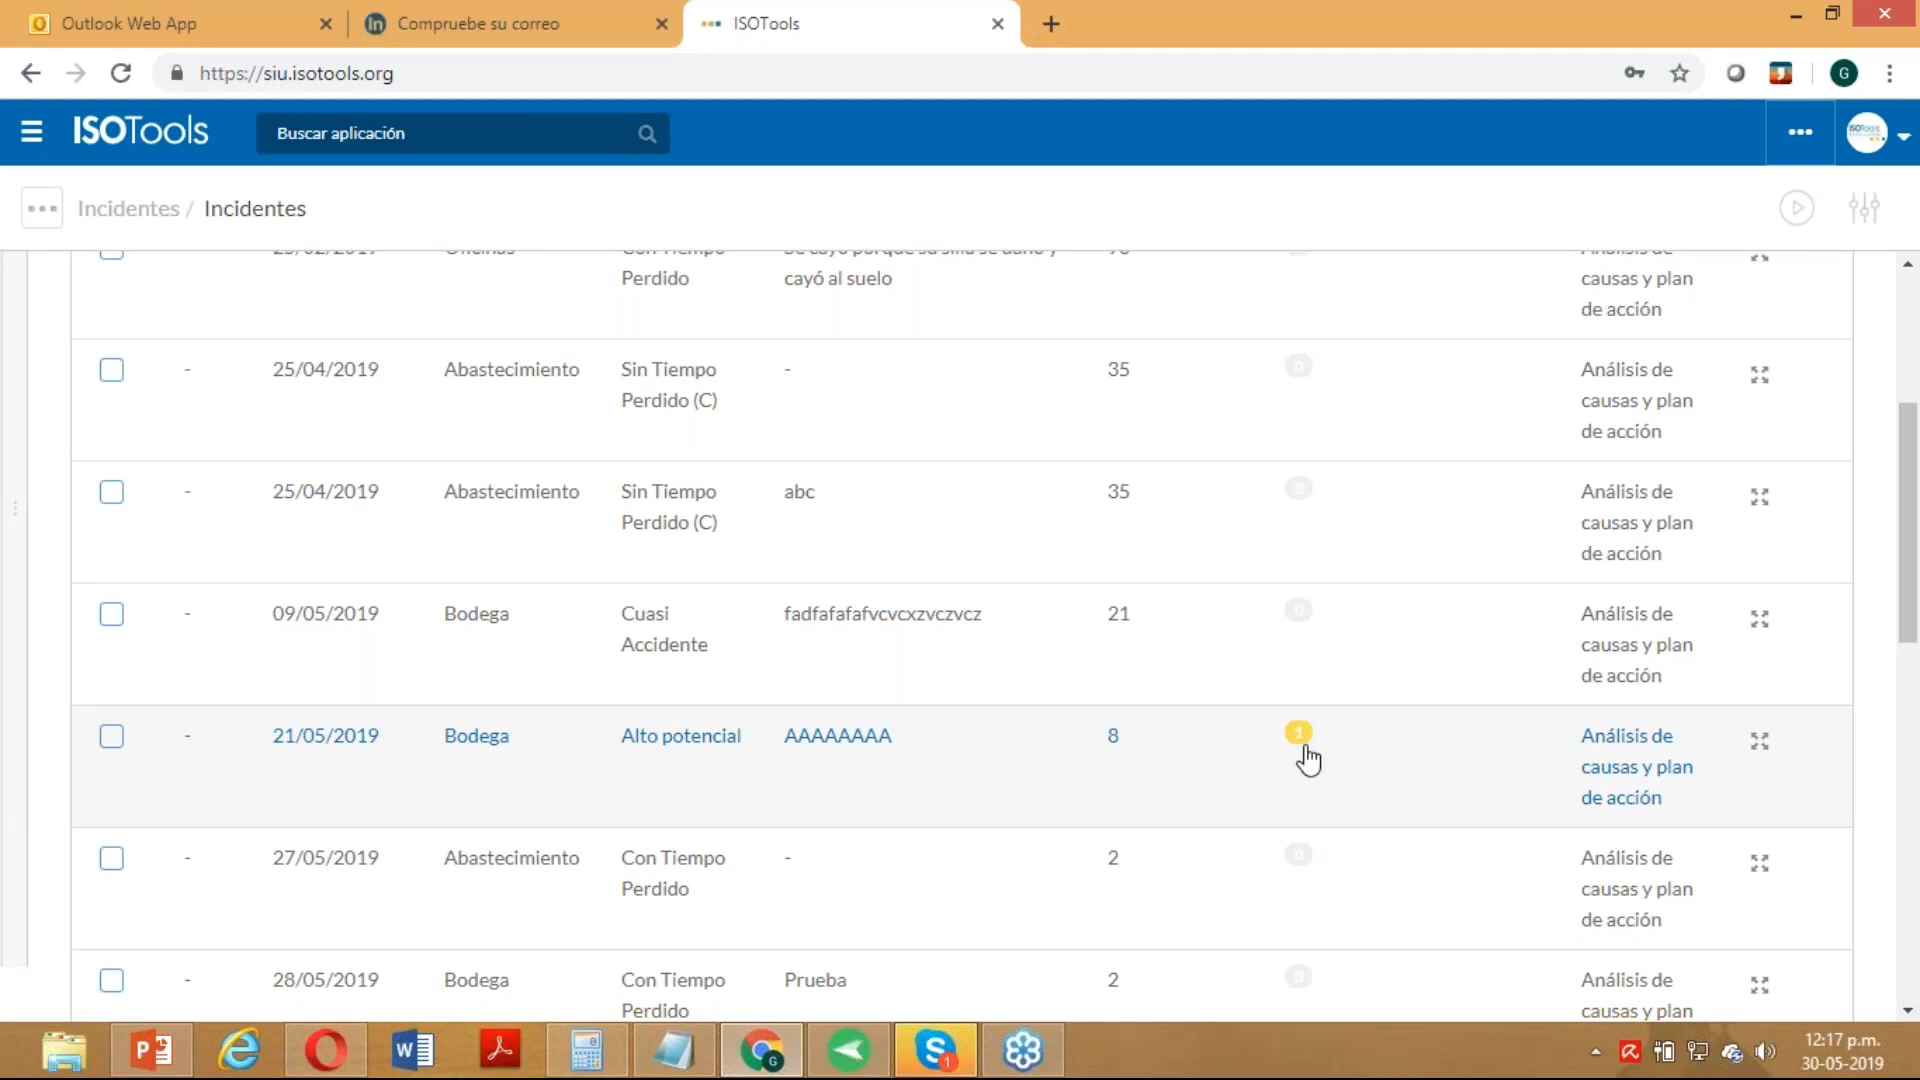 Outlook Web App
Compruebe su correo
ISOTools
https://siu.isotools.org
G
ISOTools
Buscar aplicación
Incidentes / Incidentes
Perdido cayó al suelo causas y plan
de acción
- 25/04/2019 Abastecimiento Sin Tiempo - 35 0 Análisis de
Perdido (C) causas y plan
de acción
- 25/04/2019 Abastecimiento Sin Tiempo abc 35 0 Análisis de
Perdido (C) causas y plan
de acción
- 09/05/2019 Bodega Cuasi fadfafafafvcvcxzvczvcz 21 0 Análisis de
Accidente causas y plan
de acción
- 21/05/2019 Bodega Alto potencial AAAAAAAA 8 1 Análisis de
causas y plan
de acción
- 27/05/2019 Abastecimiento Con Tiempo - 2 0 Análisis de
Perdido causas y plan
de acción
- 28/05/2019 Bodega Con Tiempo Prueba 2 0 Análisis de
Perdido causas y plan
12:17 p.m.
30-05-2019